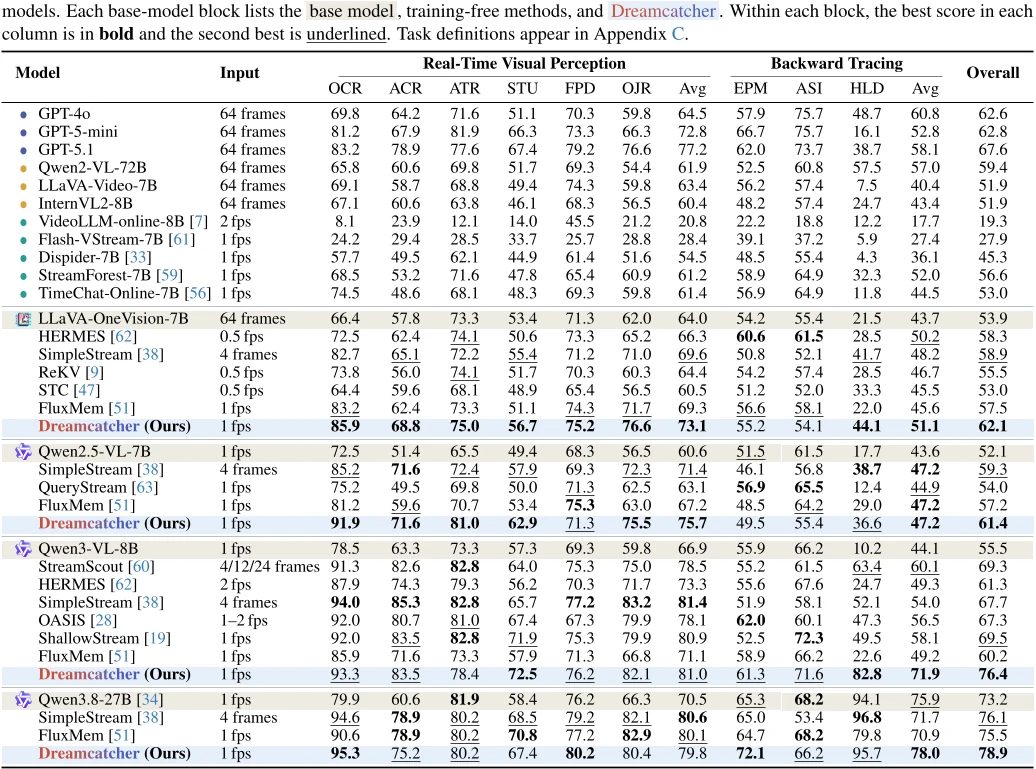 models. Each base-model block lists the base model, training-free methods, and Dreamcatcher. Within each block, the best score in each
column is in bold and the second best is underlined. Task definitions appear in Appendix C.
Model Input Real-Time Visual Perception Backward Tracing Overall
OCR ACR ATR STU FPD OJR Avg EPM ASI HLD Avg
GPT-4o 64 frames 69.8 64.2 71.6 51.1 70.3 59.8 64.5 57.9 75.7 48.7 60.8 62.6
GPT-5-mini 64 frames 81.2 67.9 81.9 66.3 73.3 66.3 72.8 66.7 75.7 16.1 52.8 62.8
GPT-5.1 64 frames 83.2 78.9 77.6 67.4 79.2 76.6 77.2 62.0 73.7 38.7 58.1 67.6
Qwen2-VL-72B 64 frames 65.8 60.6 69.8 51.7 69.3 54.4 61.9 52.5 60.8 57.5 57.0 59.4
LLaVA-Video-7B 64 frames 69.1 58.7 68.8 49.4 74.3 59.8 63.4 56.2 57.4 7.5 40.4 51.9
InternVL2-8B 64 frames 67.1 60.6 63.8 46.1 68.3 56.5 60.4 48.2 57.4 24.7 43.4 51.9
VideoLLM-online-8B [7] 2 fps 8.1 23.9 12.1 14.0 45.5 21.2 20.8 22.2 18.8 12.2 17.7 19.3
Flash-VStream-7B [61] 1 fps 24.2 29.4 28.5 33.7 25.7 28.8 28.4 39.1 37.2 5.9 27.4 27.9
Dispider-7B [33] 1 fps 57.7 49.5 62.1 44.9 61.4 51.6 54.5 48.5 55.4 4.3 36.1 45.3
StreamForest-7B [59] 1 fps 68.5 53.2 71.6 47.8 65.4 60.9 61.2 58.9 64.9 32.3 52.0 56.6
TimeChat-Online-7B [56] 1 fps 74.5 48.6 68.1 48.3 69.3 59.8 61.4 56.9 64.9 11.8 44.5 53.0
LLaVA-OneVision-7B 64 frames 66.4 57.8 73.3 53.4 71.3 62.0 64.0 54.2 55.4 21.5 43.7 53.9
HERMES [62] 0.5 fps 72.5 62.4 74.1 50.6 73.3 65.2 66.3 60.6 61.5 28.5 50.2 58.3
SimpleStream [38] 4 frames 82.7 65.1 72.2 55.4 71.2 71.0 69.6 50.8 52.1 41.7 48.2 58.9
ReKV [9] 0.5 fps 73.8 56.0 74.1 51.7 70.3 60.3 64.4 54.2 57.4 28.5 46.7 55.5
STC [47] 0.5 fps 64.4 59.6 68.1 48.9 65.4 56.5 60.5 51.2 52.0 33.3 45.5 53.0
FluxMem [51] 1 fps 83.2 62.4 73.3 51.1 74.3 71.7 69.3 56.6 58.1 22.0 45.6 57.5
Dreamcatcher (Ours) 1 fps 85.9 68.8 75.0 56.7 75.2 76.6 73.1 55.2 54.1 44.1 51.1 62.1
Qwen2.5-VL-7B 1 fps 72.5 51.4 65.5 49.4 68.3 56.5 60.6 51.5 61.5 17.7 43.6 52.1
SimpleStream [38] 4 frames 85.2 71.6 72.4 57.9 69.3 72.3 71.4 46.1 56.8 38.7 47.2 59.3
QueryStream [63] 1 fps 75.2 49.5 69.8 50.0 71.3 62.5 63.1 56.9 65.5 12.4 44.9 54.0
FluxMem [51] 1 fps 81.2 59.6 70.7 53.4 75.3 63.0 67.2 48.5 64.2 29.0 47.2 57.2
Dreamcatcher (Ours) 1 fps 91.9 71.6 81.0 62.9 71.3 75.5 75.7 49.5 55.4 36.6 47.2 61.4
Qwen3-VL-8B 1 fps 78.5 63.3 73.3 57.3 69.3 59.8 66.9 55.9 66.2 10.2 44.1 55.5
StreamScout [60] 4/12/24 frames 91.3 82.6 82.8 64.0 75.3 75.0 78.5 55.2 61.5 63.4 60.1 69.3
HERMES [62] 2 fps 87.9 74.3 79.3 56.2 70.3 71.7 73.3 55.6 67.6 24.7 49.3 61.3
SimpleStream [38] 4 frames 94.0 85.3 82.8 65.7 77.2 83.2 81.4 51.9 58.1 52.1 54.0 67.7
OASIS [28] 1–2 fps 92.0 80.7 81.0 67.4 67.3 79.9 78.1 62.0 60.1 47.3 56.5 67.3
ShallowStream [19] 1 fps 92.0 83.5 82.8 71.9 75.3 79.9 80.9 52.5 72.3 49.5 58.1 69.5
FluxMem [51] 1 fps 85.9 71.6 73.3 57.9 71.3 66.8 71.1 58.9 66.2 22.6 49.2 60.2
Dreamcatcher (Ours) 1 fps 93.3 83.5 78.4 72.5 76.2 82.1 81.0 61.3 71.6 82.8 71.9 76.4
Qwen3.8-27B [34] 1 fps 79.9 60.6 81.9 58.4 76.2 66.3 70.5 65.3 68.2 94.1 75.9 73.2
SimpleStream [38] 4 frames 94.6 78.9 80.2 68.5 79.2 82.1 80.6 65.0 53.4 96.8 71.7 76.1
FluxMem [51] 1 fps 90.6 78.9 80.2 70.8 77.2 82.9 80.1 64.7 68.2 79.8 70.9 75.5
Dreamcatcher (Ours) 1 fps 95.3 75.2 80.2 67.4 80.2 80.4 79.8 72.1 66.2 95.7 78.0 78.9